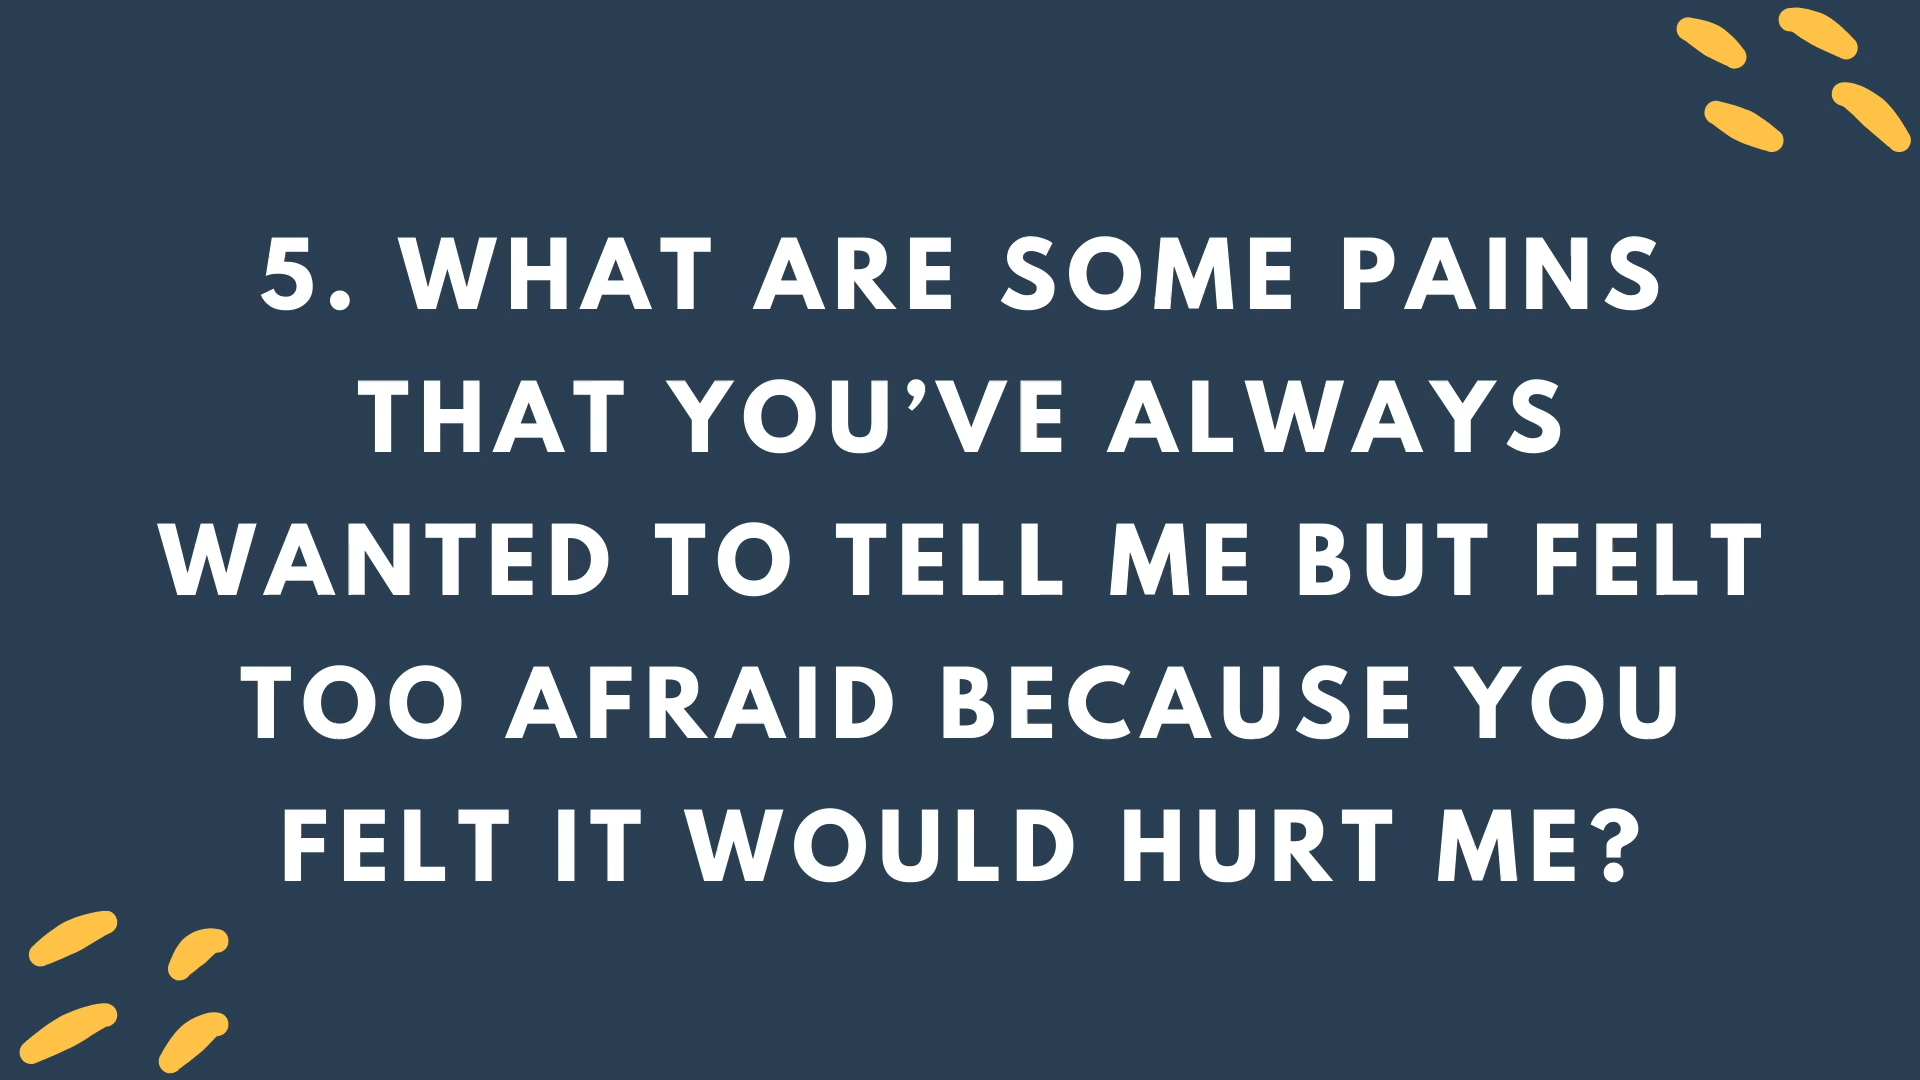 5. WHAT ARE SOME PAINS
THAT YOU’VE ALWAYS
WANTED TO TELL ME BUT FELT
TOO AFRAID BECAUSE YOU
FELT IT WOULD HURT ME?